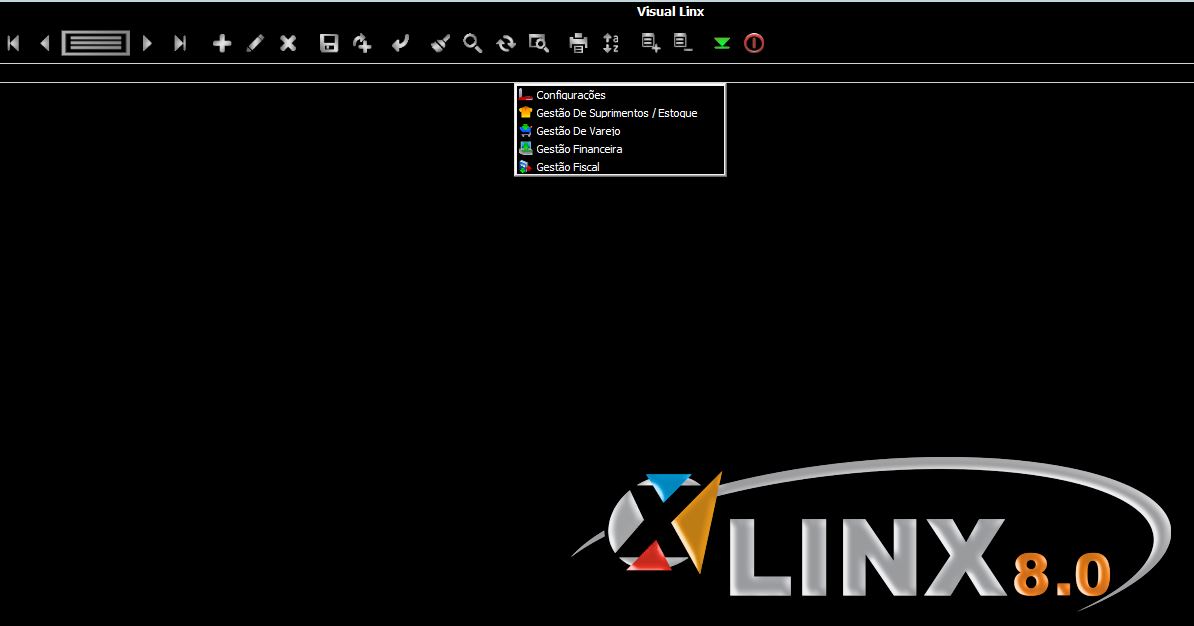 Visual Linx
Configurações
Gestão De Suprimentos / Estoque
Gestão De Varejo
Gestão Financeira
Gestão Fiscal
LINX 8.0